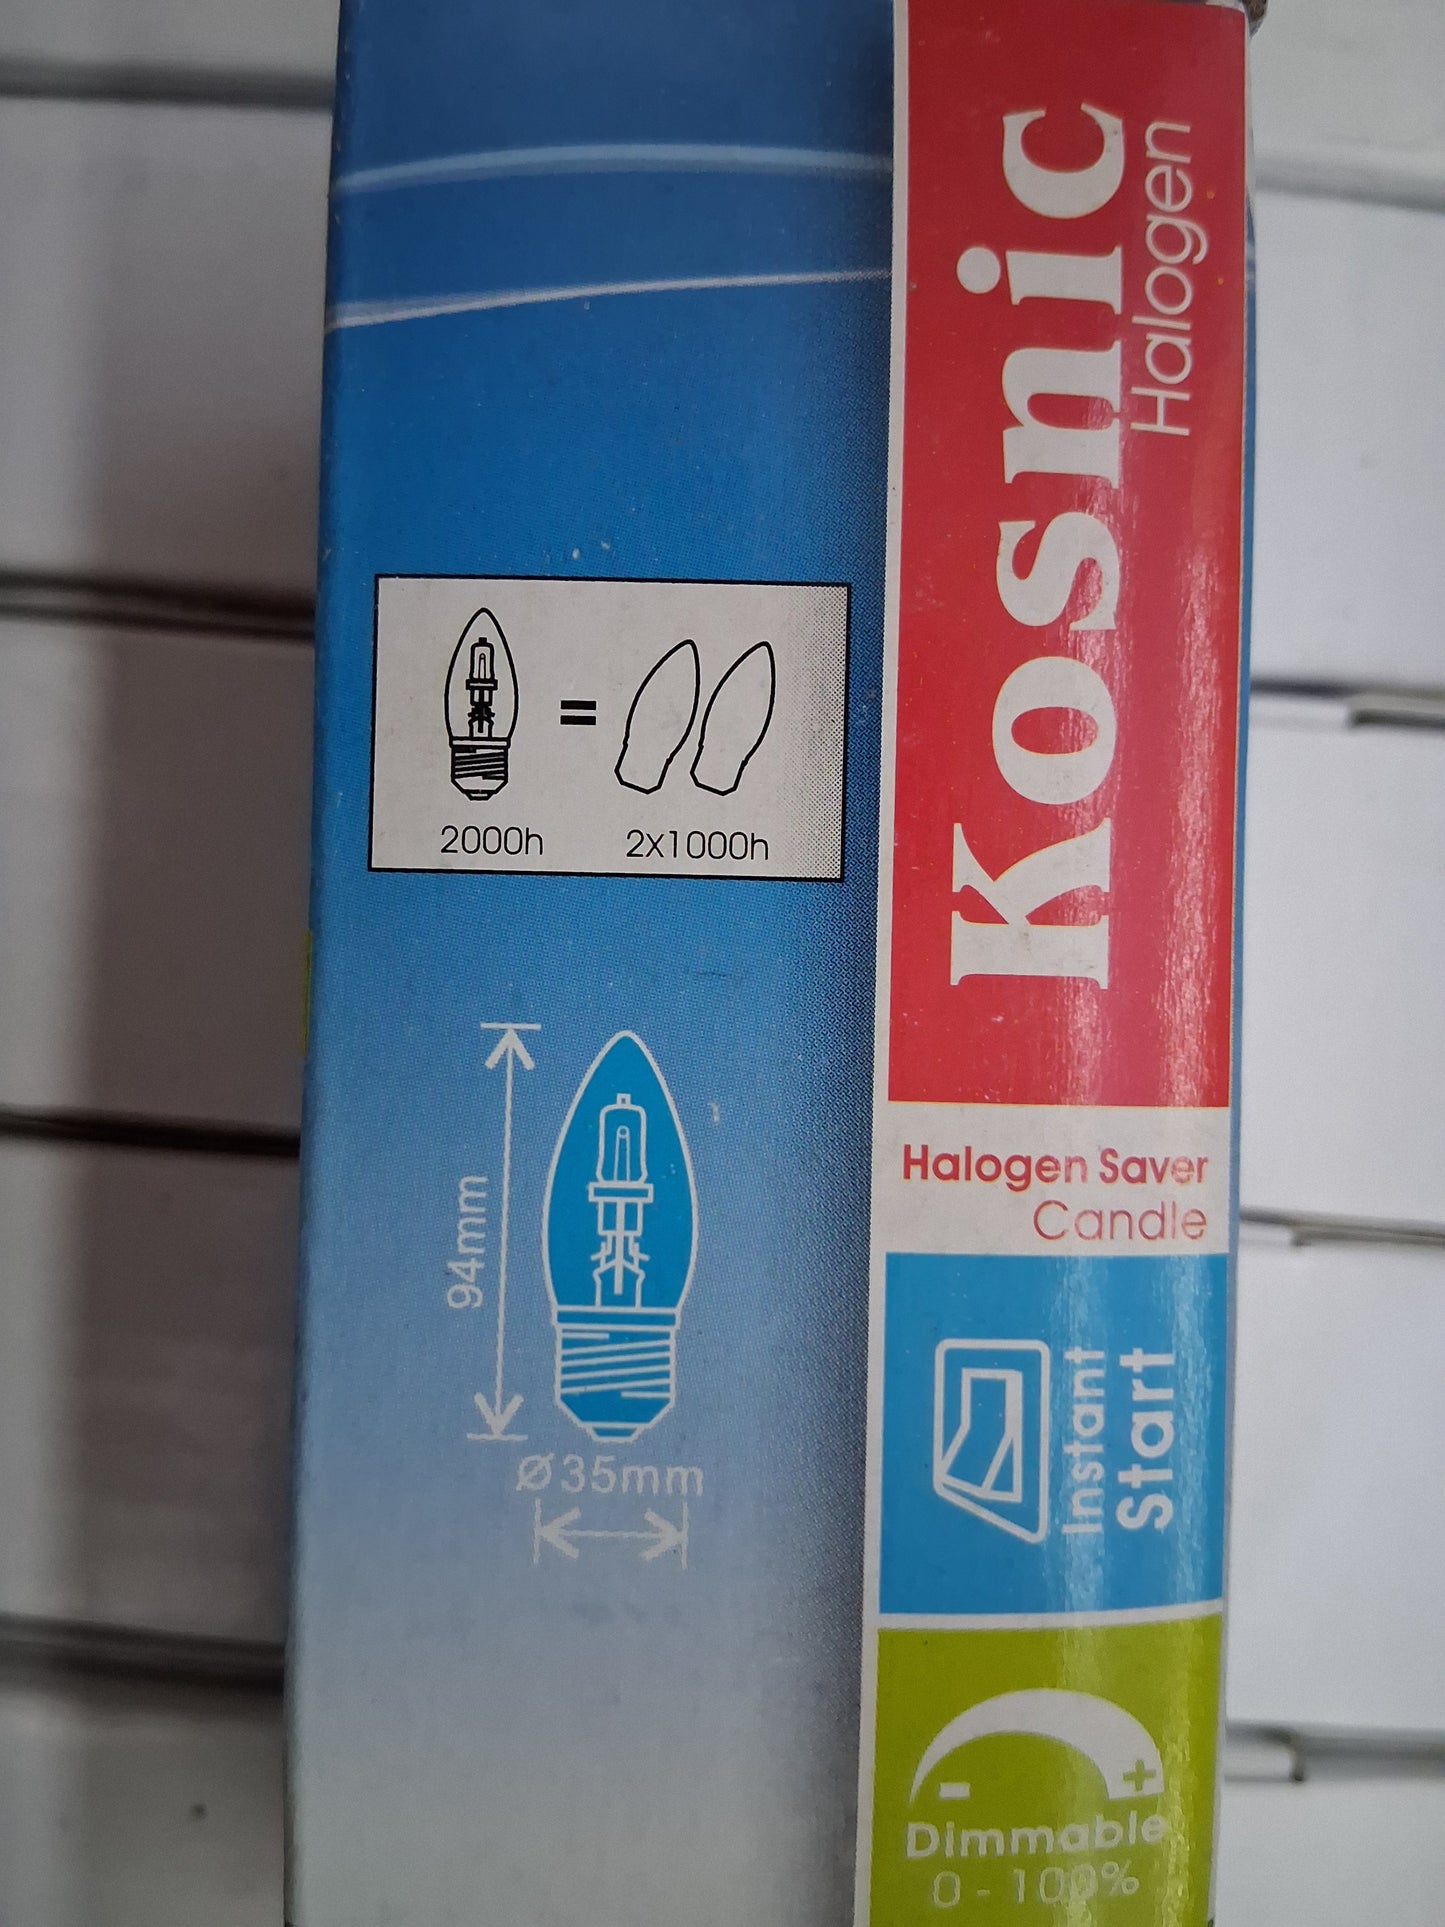 Kosnic
Halogen
2000h
=
2x1000h
94mm
Ø35mm
Halogen Saver
Candle
Instant
Start
- +
Dimmable
0 - 100%